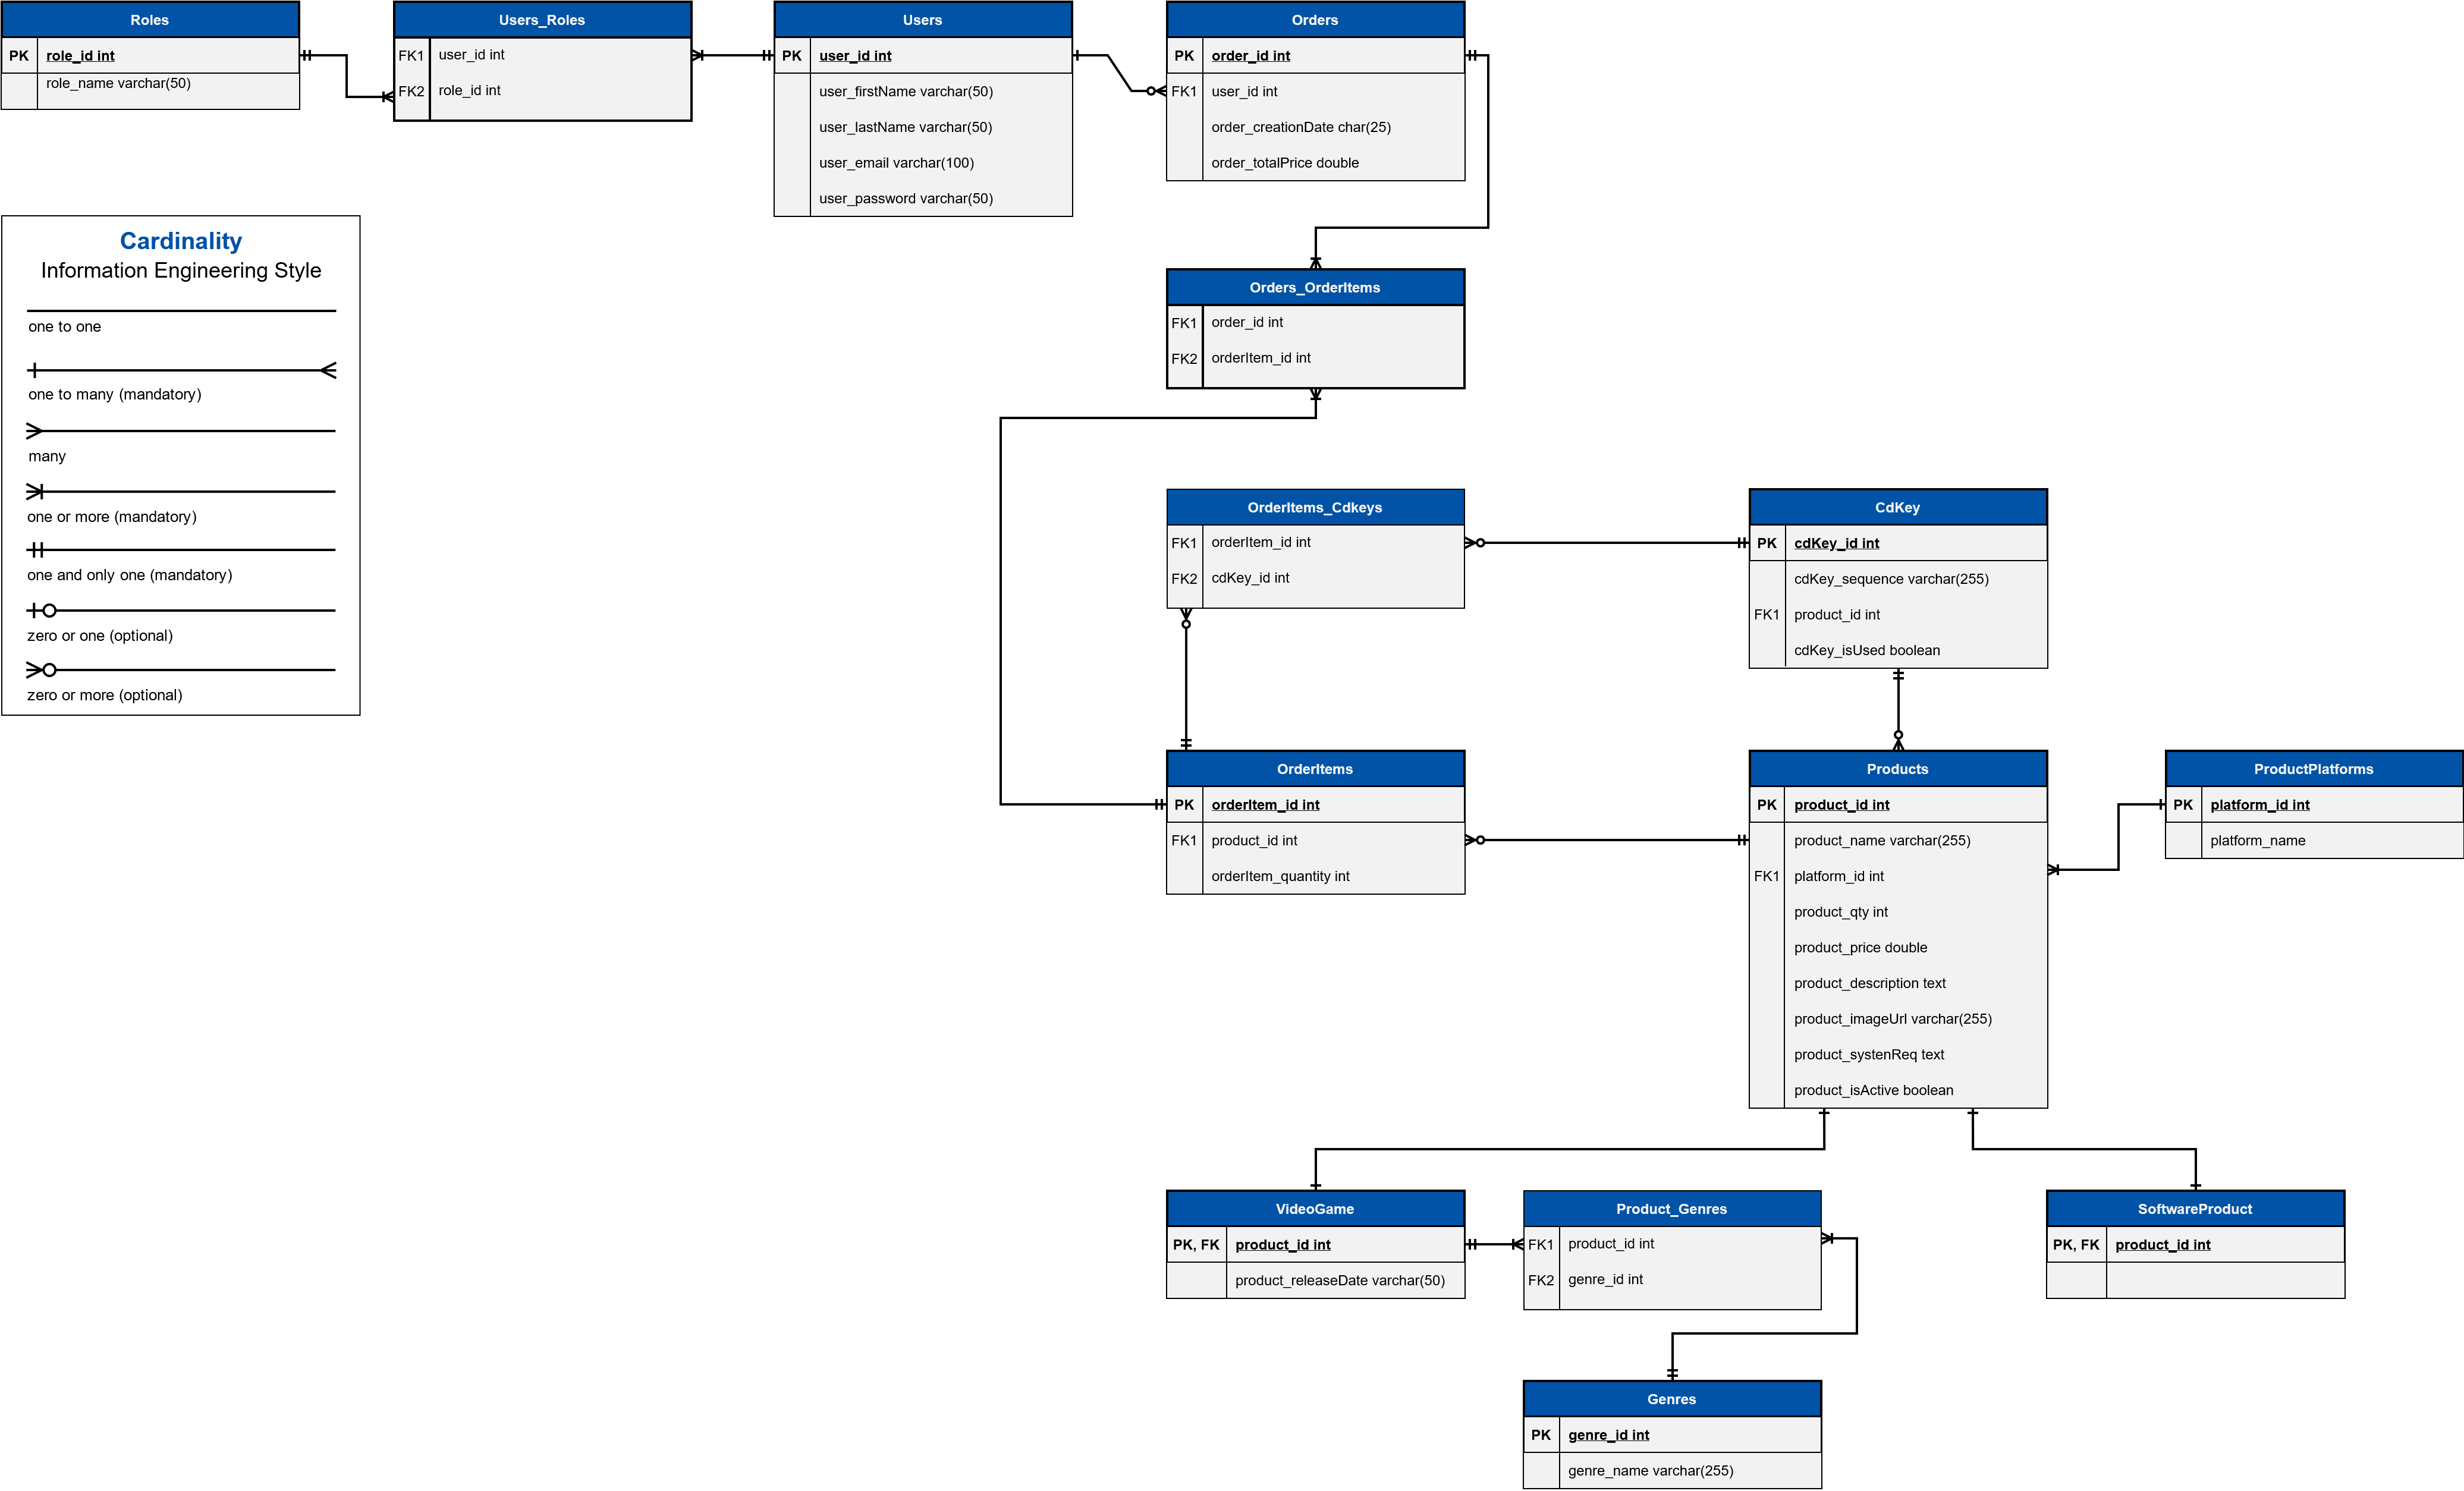 Roles
PK role_id int
role_name varchar(50)
Users_Roles
FK1 user_id int
FK2 role_id int
Users
PK user_id int
user_firstName varchar(50)
user_lastName varchar(50)
user_email varchar(100)
user_password varchar(50)
Orders
PK order_id int
FK1 user_id int
order_creationDate char(25)
order_totalPrice double
Cardinality
Information Engineering Style
one to one
one to many (mandatory)
many
one or more (mandatory)
one and only one (mandatory)
zero or one (optional)
zero or more (optional)
Orders_OrderItems
FK1 order_id int
FK2 orderItem_id int
OrderItems_Cdkeys
FK1 orderItem_id int
FK2 cdKey_id int
CdKey
PK cdKey_id int
cdKey_sequence varchar(255)
FK1 product_id int
cdKey_isUsed boolean
OrderItems
PK orderItem_id int
FK1 product_id int
orderItem_quantity int
Products
PK product_id int
product_name varchar(255)
FK1 platform_id int
product_qty int
product_price double
product_description text
product_imageUrl varchar(255)
product_systenReq text
product_isActive boolean
ProductPlatforms
PK platform_id int
platform_name
VideoGame
PK, FK product_id int
product_releaseDate varchar(50)
Product_Genres
FK1 product_id int
FK2 genre_id int
SoftwareProduct
PK, FK product_id int
Genres
PK genre_id int
genre_name varchar(255)